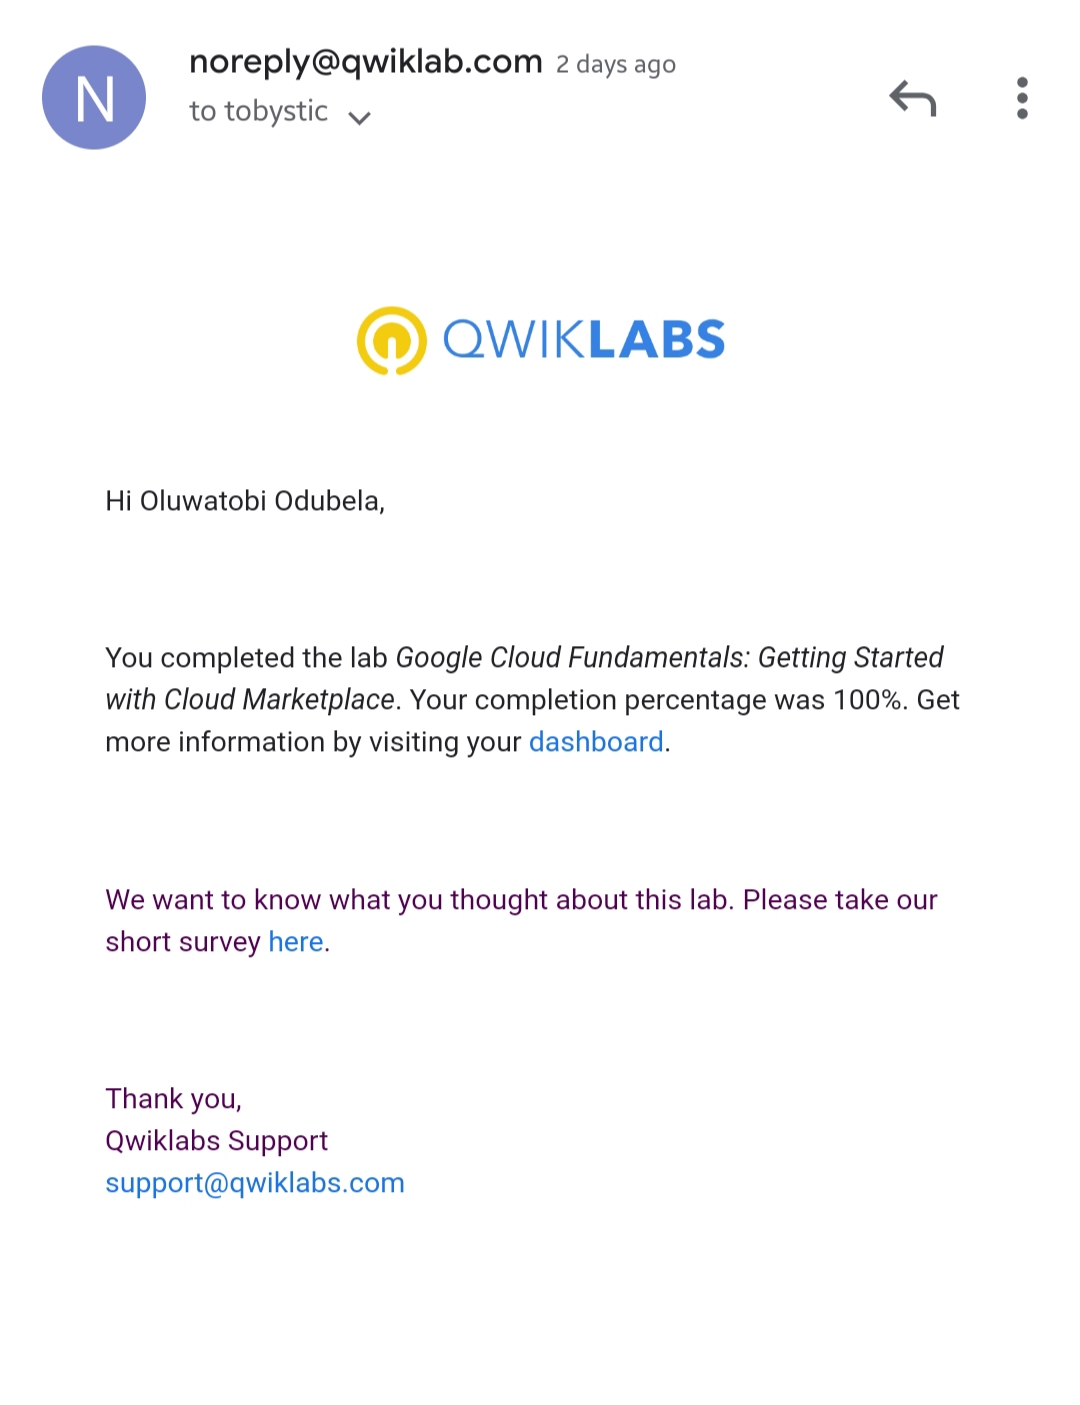 N
noreply@qwiklab.com 2 days ago
to tobystic
QWIKLABS
Hi Oluwatobi Odubela,
You completed the lab Google Cloud Fundamentals: Getting Started
with Cloud Marketplace. Your completion percentage was 100%. Get
more information by visiting your dashboard.
We want to know what you thought about this lab. Please take our
short survey here.
Thank you,
Qwiklabs Support
support@qwiklabs.com